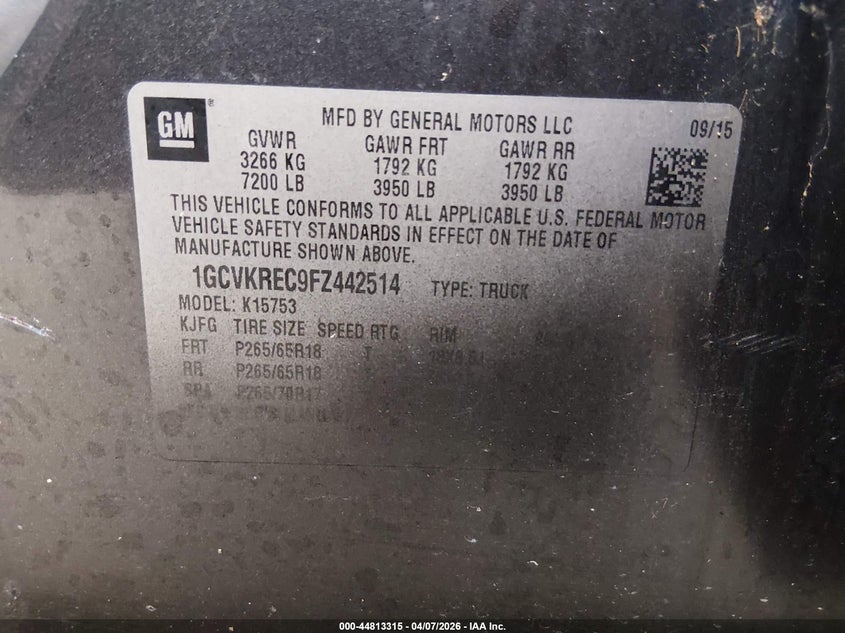 GM ®
MFD BY GENERAL MOTORS LLC
09/15
GVWR GAWR FRT GAWR RR
3266 KG 1792 KG 1792 KG
7200 LB 3950 LB 3950 LB
THIS VEHICLE CONFORMS TO ALL APPLICABLE U.S. FEDERAL MOTOR
VEHICLE SAFETY STANDARDS IN EFFECT ON THE DATE OF
MANUFACTURE SHOWN ABOVE.
1GCVKREC9FZ442514 TYPE: TRUCK
MODEL: K15753
KJFG TIRE SIZE SPEED RTG RIM
FRT P265/65R18 T
RR P265/65R18
SPA P265/70R17
000-44813315 - 04/07/2026 - IAA Inc.